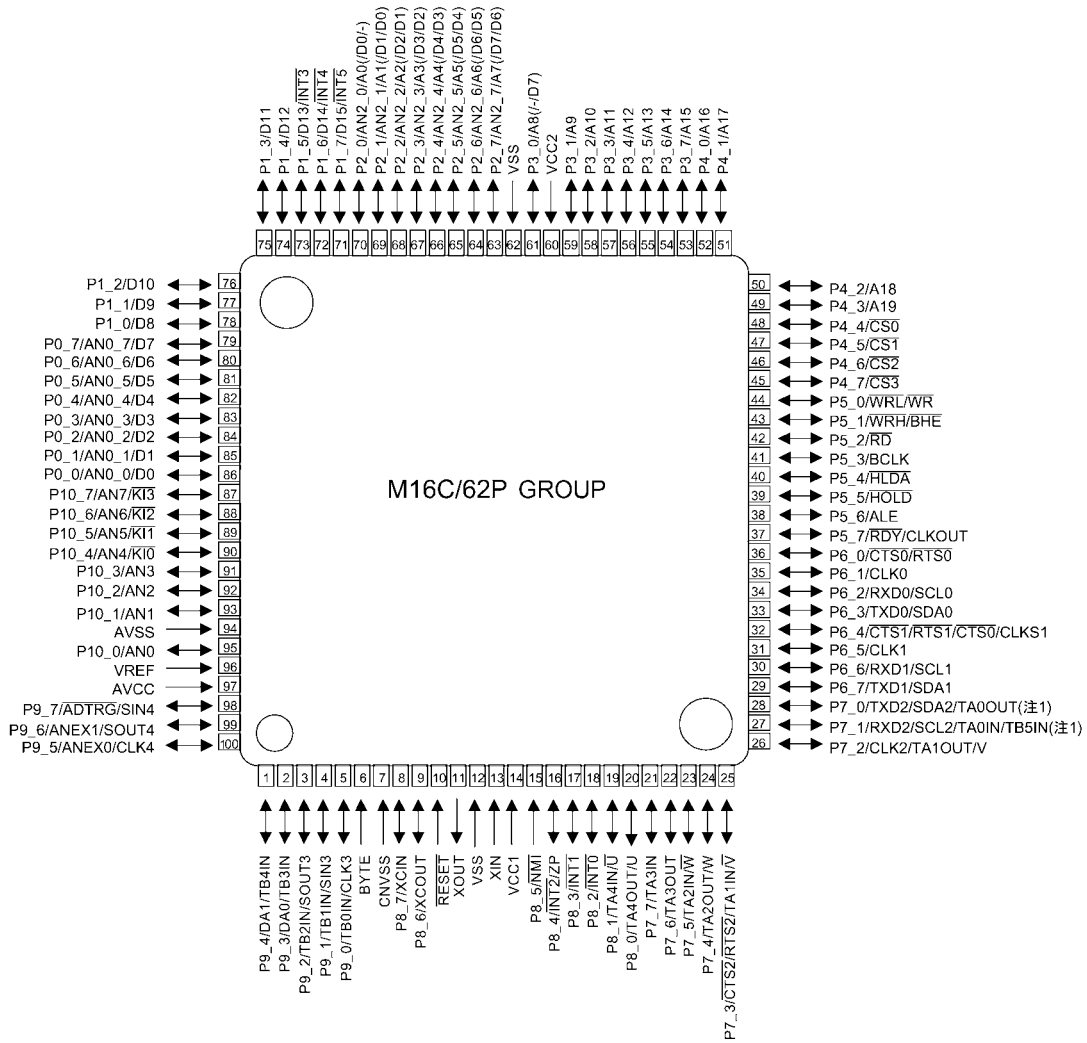 P1_3/D11
P1_4/D12
P1_5/D13/INT3
P1_6/D14/INT4
P1_7/D15/INT5
P2_0/AN2_0/A0(/D0/-)
P2_1/AN2_1/A1(/D1/D0)
P2_2/AN2_2/A2(/D2/D1)
P2_3/AN2_3/A3(/D3/D2)
P2_4/AN2_4/A4(/D4/D3)
P2_5/AN2_5/A5(/D5/D4)
P2_6/AN2_6/A6(/D6/D5)
P2_7/AN2_7/A7(/D7/D6)
VSS
P3_0/A8(/-/D7)
VCC2
P3_1/A9
P3_2/A10
P3_3/A11
P3_4/A12
P3_5/A13
P3_6/A14
P3_7/A15
P4_0/A16
P4_1/A17
75 74 73 72 71 70 69 68 67 66 65 64 63 62 61 60 59 58 57 56 55 54 53 52 51
P1_2/D10 76
P1_1/D9 77
P1_0/D8 78
P0_7/AN0_7/D7 79
P0_6/AN0_6/D6 80
P0_5/AN0_5/D5 81
P0_4/AN0_4/D4 82
P0_3/AN0_3/D3 83
P0_2/AN0_2/D2 84
P0_1/AN0_1/D1 85
P0_0/AN0_0/D0 86
P10_7/AN7/KI3 87
P10_6/AN6/KI2 88
P10_5/AN5/KI1 89
P10_4/AN4/KI0 90
P10_3/AN3 91
P10_2/AN2 92
P10_1/AN1 93
AVSS 94
P10_0/AN0 95
VREF 96
AVCC 97
P9_7/ADTRG/SIN4 98
P9_6/ANEX1/SOUT4 99
P9_5/ANEX0/CLK4 100
M16C/62P GROUP
50 P4_2/A18
49 P4_3/A19
48 P4_4/CS0
47 P4_5/CS1
46 P4_6/CS2
45 P4_7/CS3
44 P5_0/WRL/WR
43 P5_1/WRH/BHE
42 P5_2/RD
41 P5_3/BCLK
40 P5_4/HLDA
39 P5_5/HOLD
38 P5_6/ALE
37 P5_7/RDY/CLKOUT
36 P6_0/CTS0/RTS0
35 P6_1/CLK0
34 P6_2/RXD0/SCL0
33 P6_3/TXD0/SDA0
32 P6_4/CTS1/RTS1/CTS0/CLKS1
31 P6_5/CLK1
30 P6_6/RXD1/SCL1
29 P6_7/TXD1/SDA1
28 P7_0/TXD2/SDA2/TA0OUT(注1)
27 P7_1/RXD2/SCL2/TA0IN/TB5IN(注1)
26 P7_2/CLK2/TA1OUT/V
1 2 3 4 5 6 7 8 9 10 11 12 13 14 15 16 17 18 19 20 21 22 23 24 25
P9_4/DA1/TB4IN
P9_3/DA0/TB3IN
P9_2/TB2IN/SOUT3
P9_1/TB1IN/SIN3
P9_0/TB0IN/CLK3
BYTE
CNVSS
P8_7/XCIN
P8_6/XCOUT
RESET
XOUT
VSS
XIN
VCC1
P8_5/NMI
P8_4/INT2/ZP
P8_3/INT1
P8_2/INT0
P8_1/TA4IN/U
P8_0/TA4OUT/U
P7_7/TA3IN
P7_6/TA3OUT
P7_5/TA2IN/W
P7_4/TA2OUT/W
P7_3/CTS2/RTS2/TA1IN/V